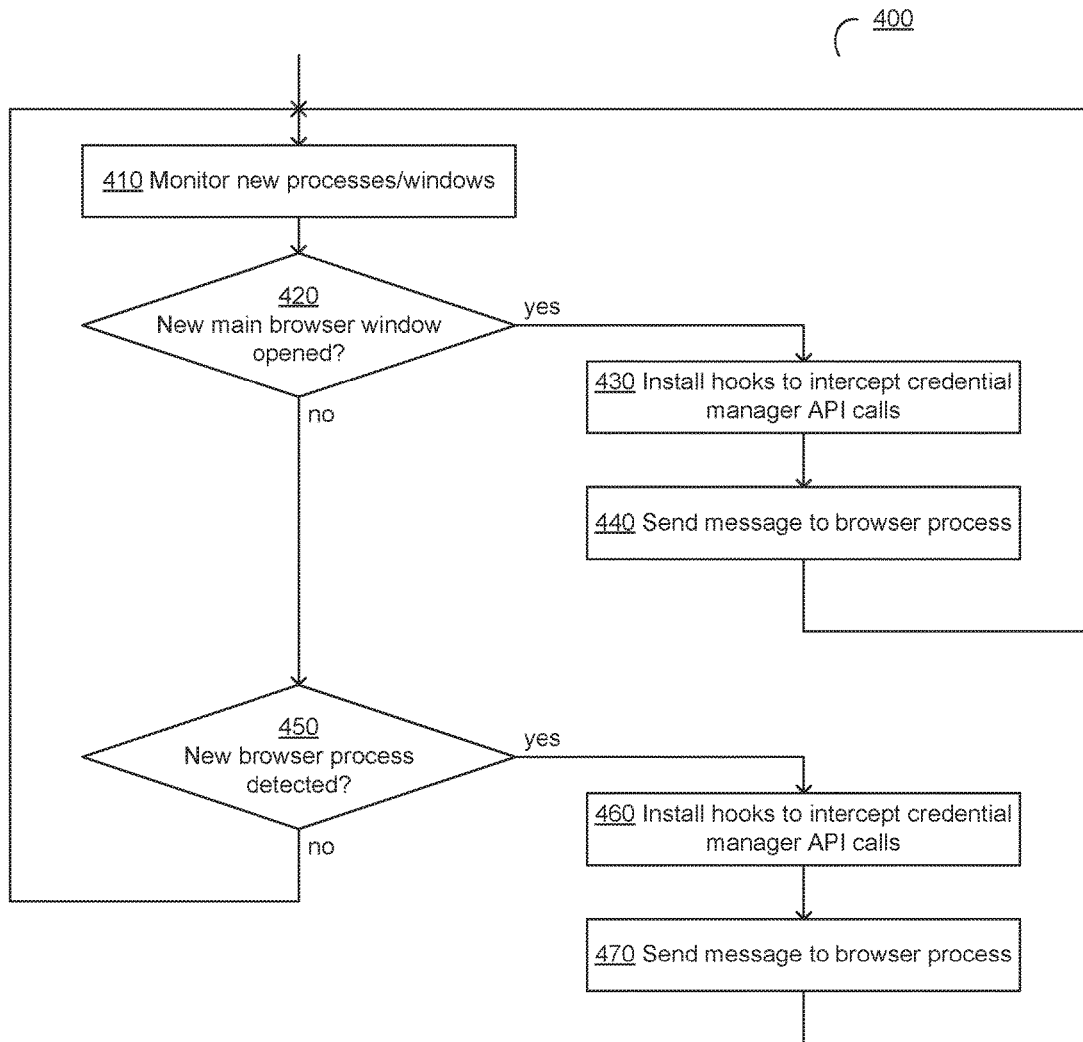 400
410 Monitor new processes/windows
420
New main browser window
opened?
yes
430 Install hooks to intercept credential
manager API calls
no
440 Send message to browser process
450
New browser process
detected?
yes
460 Install hooks to intercept credential
manager API calls
no
470 Send message to browser process